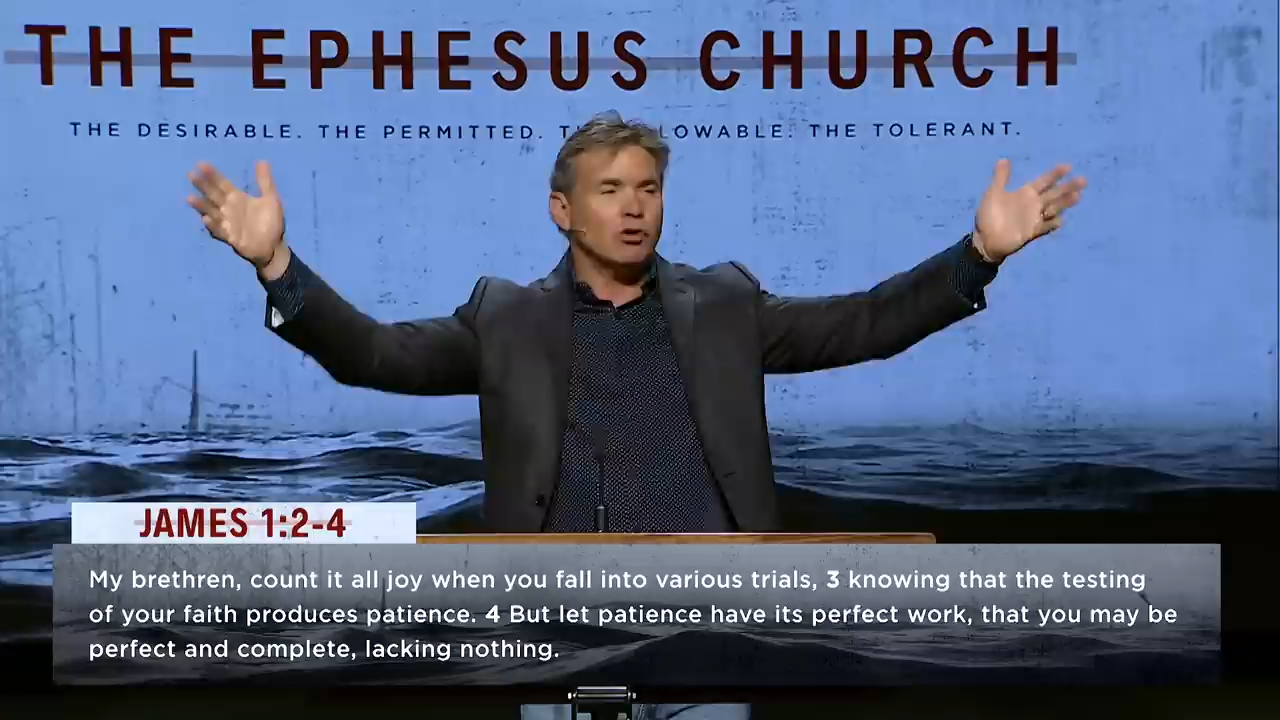 THE EPHESUS CHURCH
THE DESIRABLE. THE PERMITTED. THE TOLERANT.
JAMES 1:2-4
My brethren, count it all joy when you fall into various trials, 3 knowing that the testing
of your faith produces patience. 4 But let patience have its perfect work, that you may be
perfect and complete, lacking nothing.